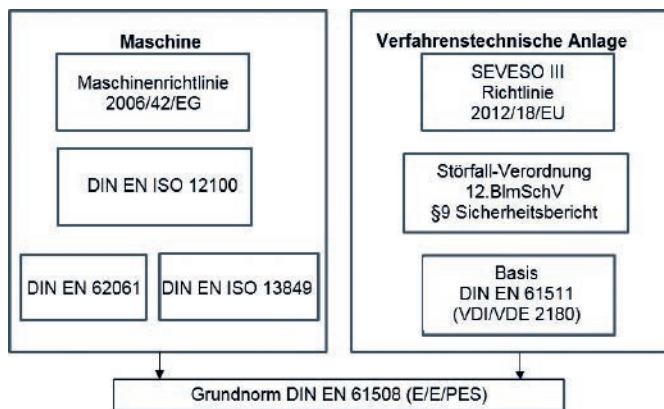 Maschine
Maschinenrichtlinie
2006/42/EG
DIN EN ISO 12100
DIN EN 62061
DIN EN ISO 13849
Verfahrenstechnische Anlage
SEVESO III
Richtlinie
2012/18/EU
Störfall-Verordnung
12.BImSchV
§9 Sicherheitsbericht
Basis
DIN EN 61511
(VDI/VDE 2180)
Grundnorm DIN EN 61508 (E/E/PES)